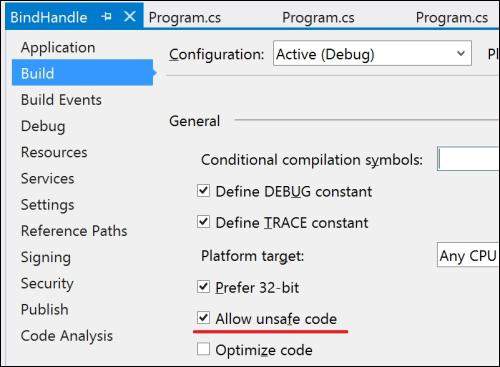 BindHandle Program.cs Program.cs Program.cs
Application
Build
Build Events
Debug
Resources
Services
Settings
Reference Paths
Signing
Security
Publish
Code Analysis
Configuration: Active (Debug) Pl
General
Conditional compilation symbols:
Define DEBUG constant
Define TRACE constant
Platform target: Any CPU
Prefer 32-bit
Allow unsafe code
Optimize code